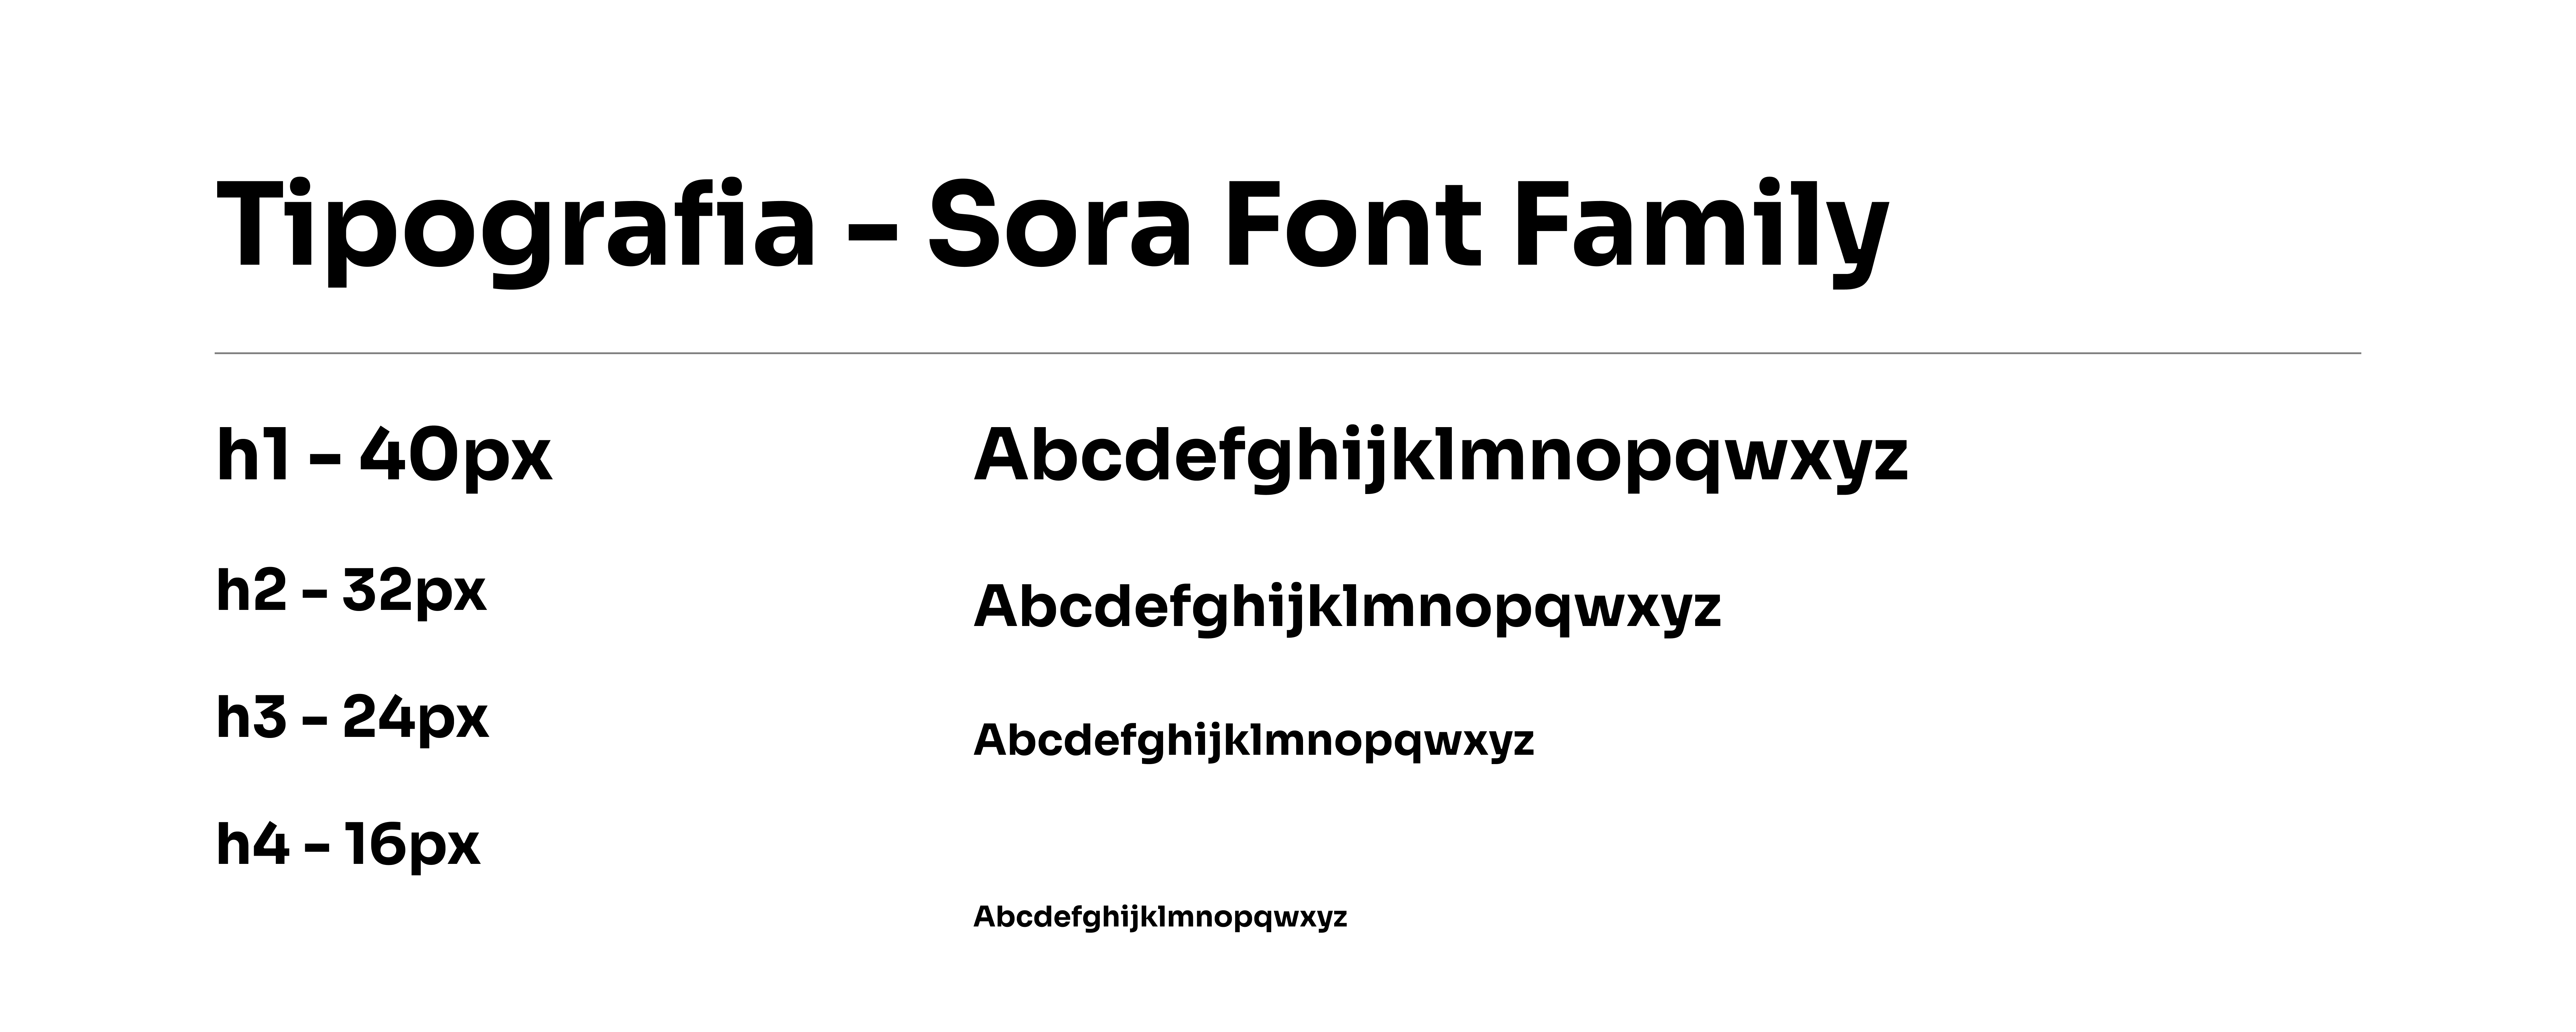 Tipografia - Sora Font Family
h1 - 40px
Abcdefghijklmnopqwxyz
h2 - 32px
Abcdefghijklmnopqwxyz
h3 - 24px
Abcdefghijklmnopqwxyz
h4 - 16px
Abcdefghijklmnopqwxyz